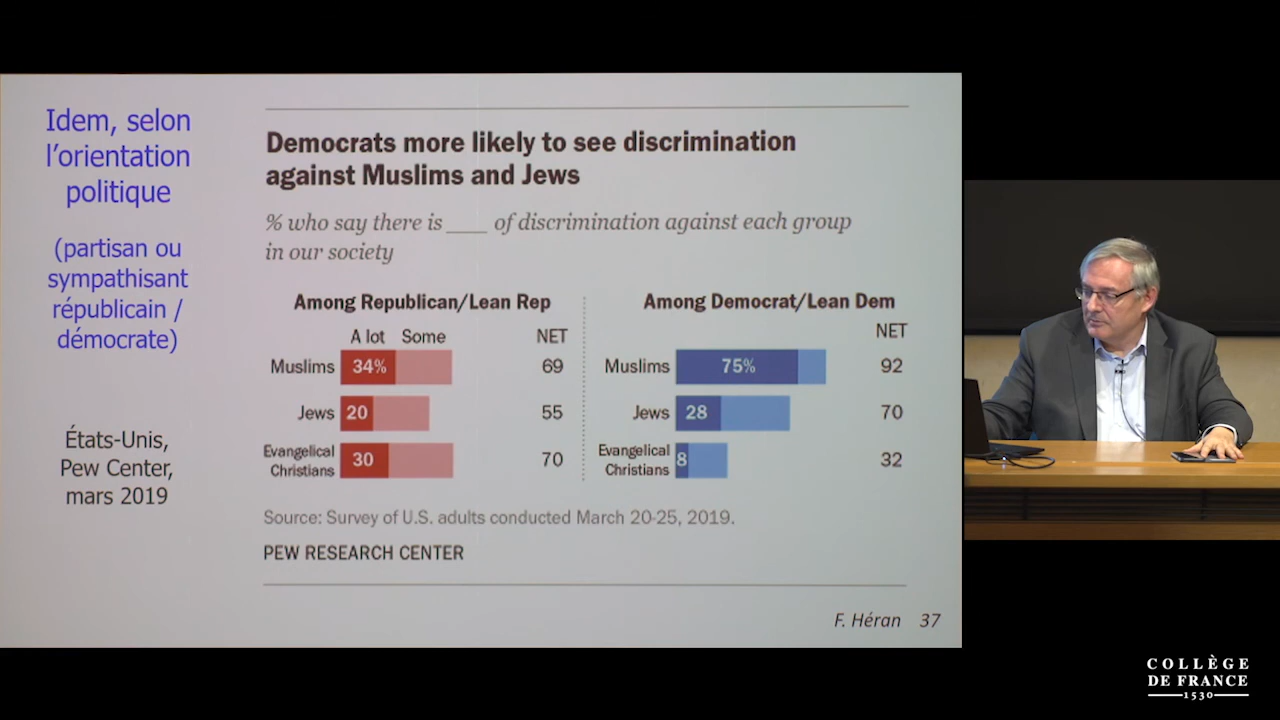 Idem, selon
l'orientation
politique
(partisan ou
sympathisant
républicain /
démocrate)
États-Unis,
Pew Center,
mars 2019
Democrats more likely to see discrimination
against Muslims and Jews
% who say there is ___ of discrimination against each group
in our society
Among Republican/Lean Rep
A lot Some NET
Muslims 34% 69
Jews 20 55
Evangelical
Christians 30 70
Among Democrat/Lean Dem
NET
Muslims 75% 92
Jews 28 70
Evangelical
Christians 8 32
Source: Survey of U.S. adults conducted March 20-25, 2019.
PEW RESEARCH CENTER
F. Héran 37
COLLÈGE
DE FRANCE
1530